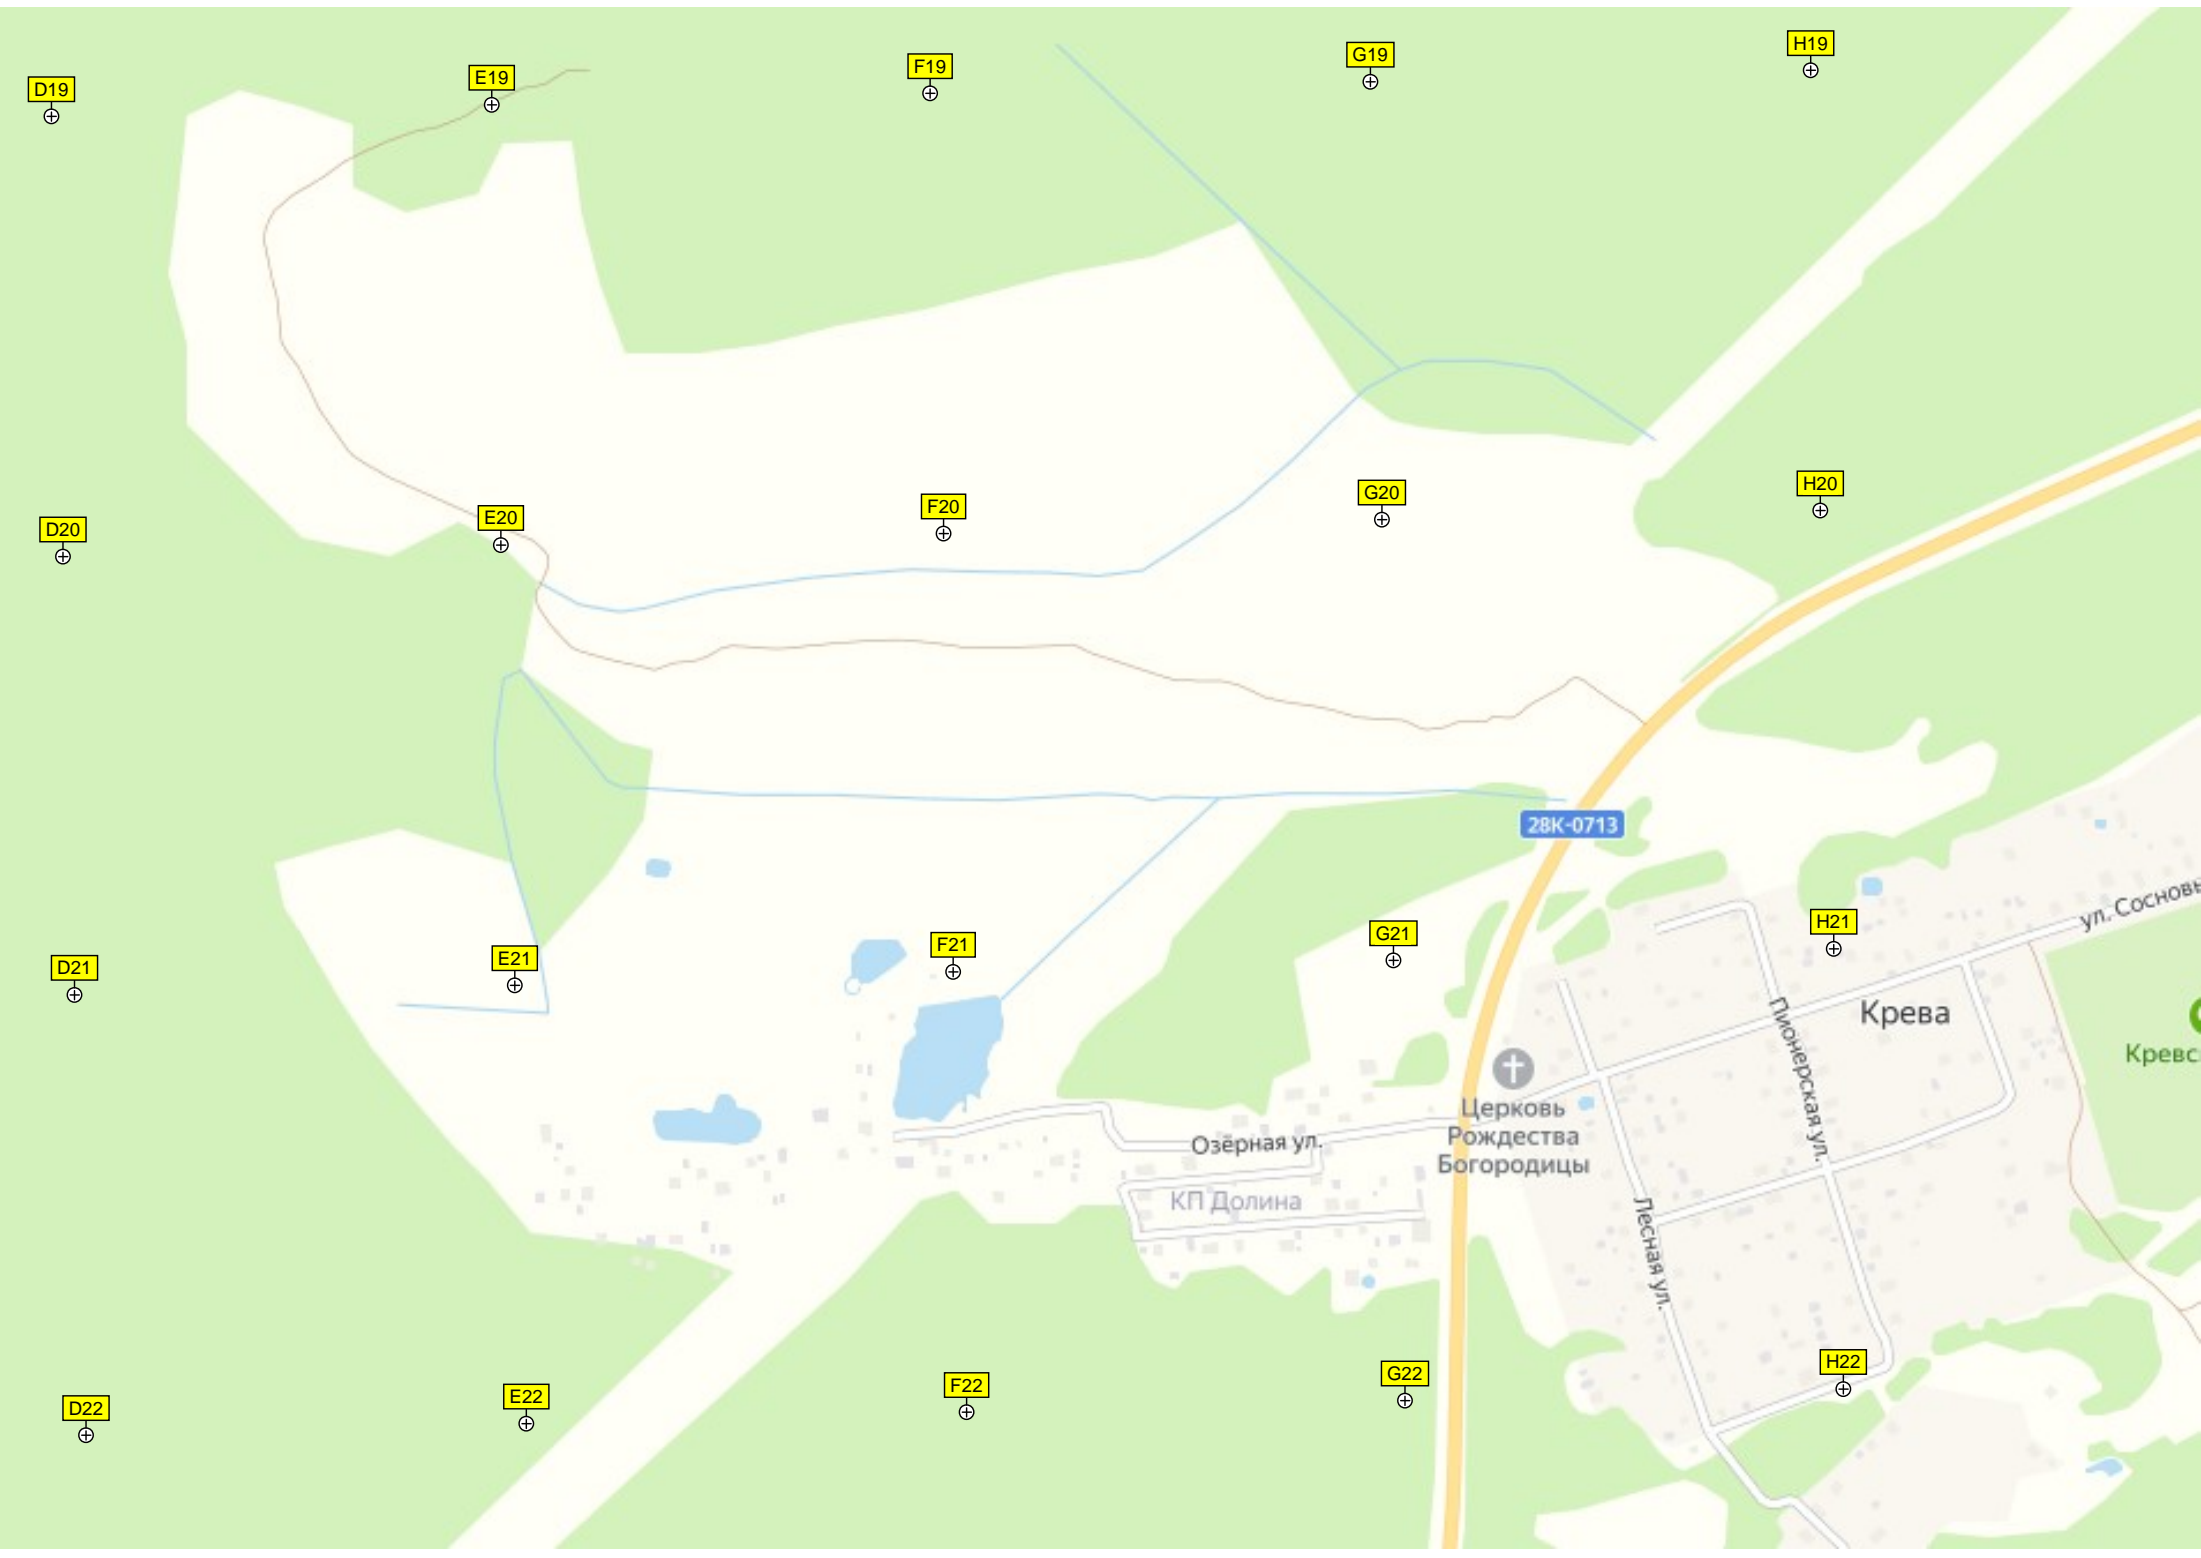 D19
E19
F19
G19
H19
D20
E20
F20
G20
H20
28К-0713
D21
E21
F21
G21
H21
ул. Соснов
Крева
Кревс
Пионерская ул.
Церковь
Рождества
Богородицы
Озёрная ул.
КП Долина
Лесная ул.
D22
E22
F22
G22
H22